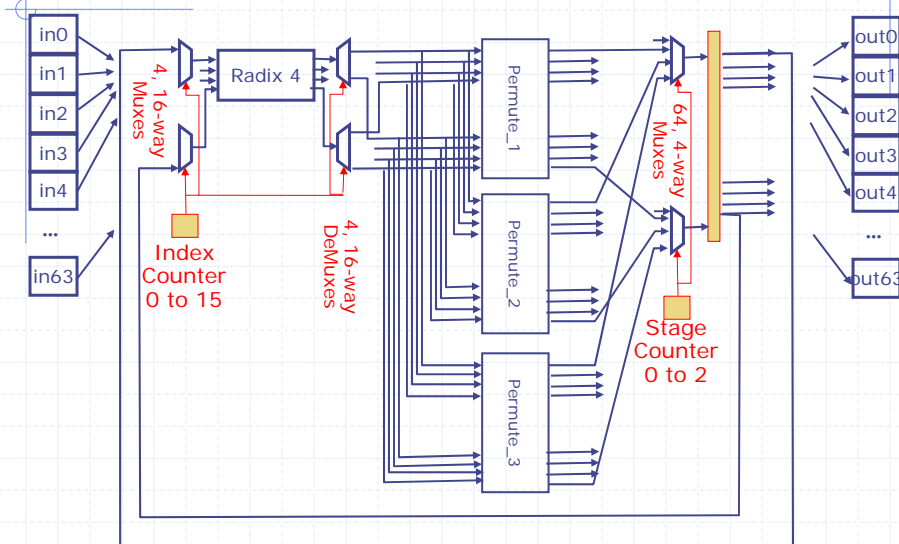 in0
in1
in2
in3
in4
...
in63
4, 16-way
Muxes
Radix 4
Index
Counter
0 to 15
4, 16-way
DeMuxes
Permute_1
Permute_2
Permute_3
64, 4-way
Muxes
Stage
Counter
0 to 2
out0
out1
out2
out3
out4
...
out63